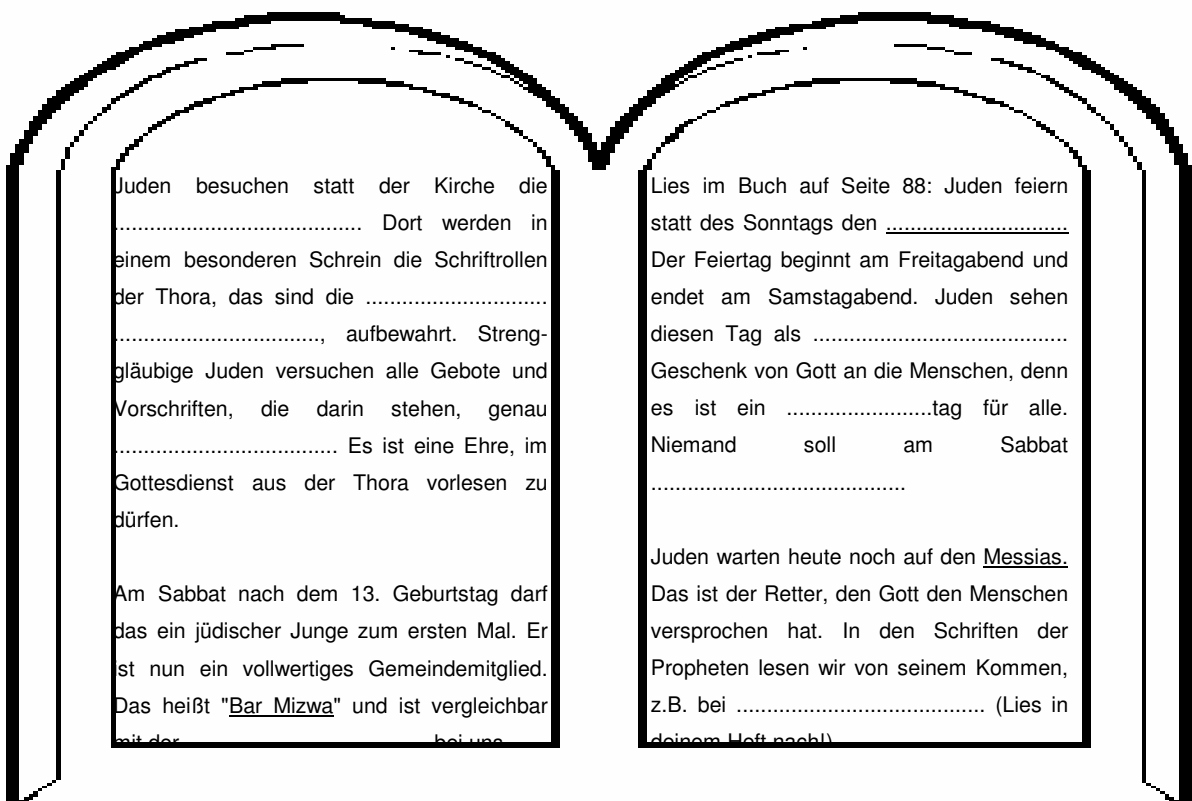 Juden besuchen statt der Kirche die
......................................... Dort werden in
einem besonderen Schrein die Schriftrollen
der Thora, das sind die ..............................
.................................., aufbewahrt. Streng-
gläubige Juden versuchen alle Gebote und
Vorschriften, die darin stehen, genau
..................................... Es ist eine Ehre, im
Gottesdienst aus der Thora vorlesen zu
dürfen.
Am Sabbat nach dem 13. Geburtstag darf
das ein jüdischer Junge zum ersten Mal. Er
ist nun ein vollwertiges Gemeindemitglied.
Das heißt "Bar Mizwa" und ist vergleichbar
mit der bei uns
Lies im Buch auf Seite 88: Juden feiern
statt des Sonntags den ..............................
Der Feiertag beginnt am Freitagabend und
endet am Samstagabend. Juden sehen
diesen Tag als ..........................................
Geschenk von Gott an die Menschen, denn
es ist ein ........................tag für alle.
Niemand soll am Sabbat
..........................................
Juden warten heute noch auf den Messias.
Das ist der Retter, den Gott den Menschen
versprochen hat. In den Schriften der
Propheten lesen wir von seinem Kommen,
z.B. bei ......................................... (Lies in
deinem Heft nach!)